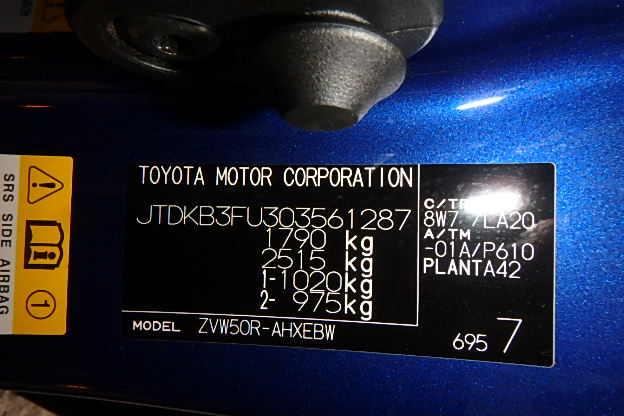 TOYOTA MOTOR CORPORATION
JTDKB3FU303561287
1790 kg
2515 kg
1-1020kg
2- 975kg
MODEL ZVW50R-AHXEBW
8W7 LA20
A/TM
-01A/P610
PLANTA42
695 7
SRS SIDE AIRBAG
1